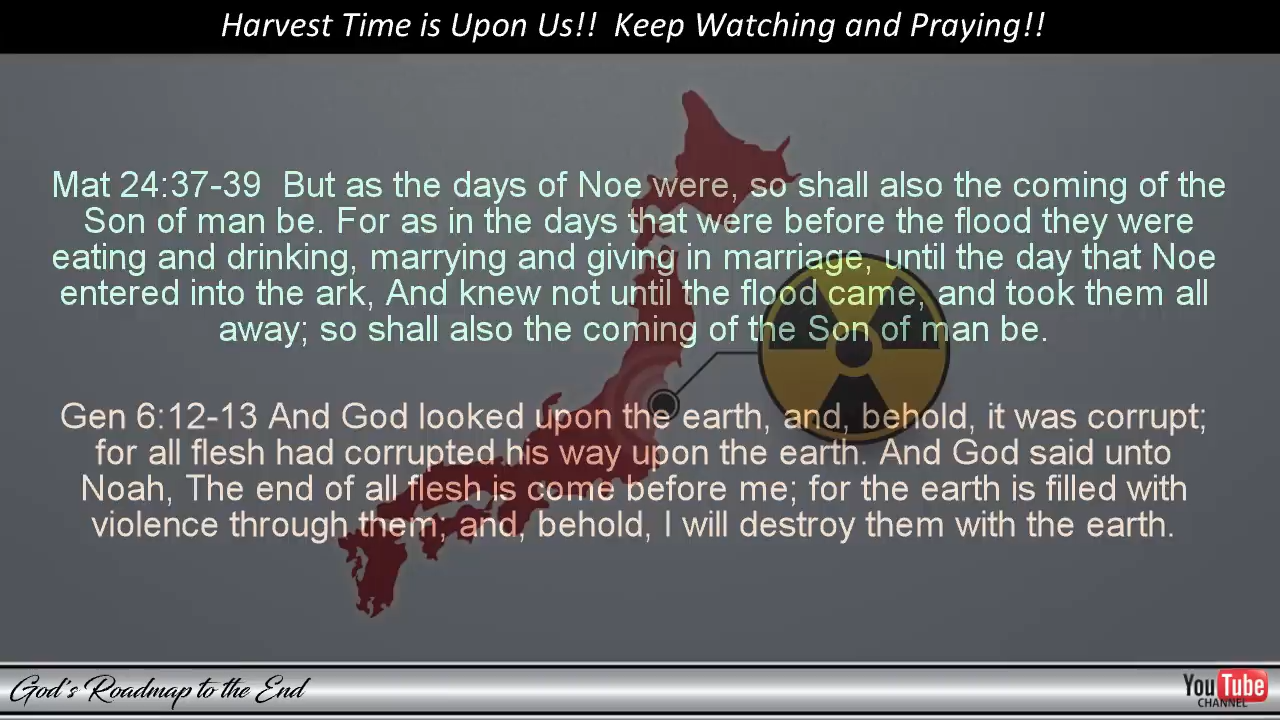 Harvest Time is Upon Us!!  Keep Watching and Praying!!
Mat 24:37-39  But as the days of Noe were, so shall also the coming of the
Son of man be. For as in the days that were before the flood they were
eating and drinking, marrying and giving in marriage, until the day that Noe
entered into the ark, And knew not until the flood came, and took them all
away; so shall also the coming of the Son of man be.
Gen 6:12-13 And God looked upon the earth, and, behold, it was corrupt;
for all flesh had corrupted his way upon the earth. And God said unto
Noah, The end of all flesh is come before me; for the earth is filled with
violence through them; and, behold, I will destroy them with the earth.
God's Roadmap to the End
YouTube
CHANNEL